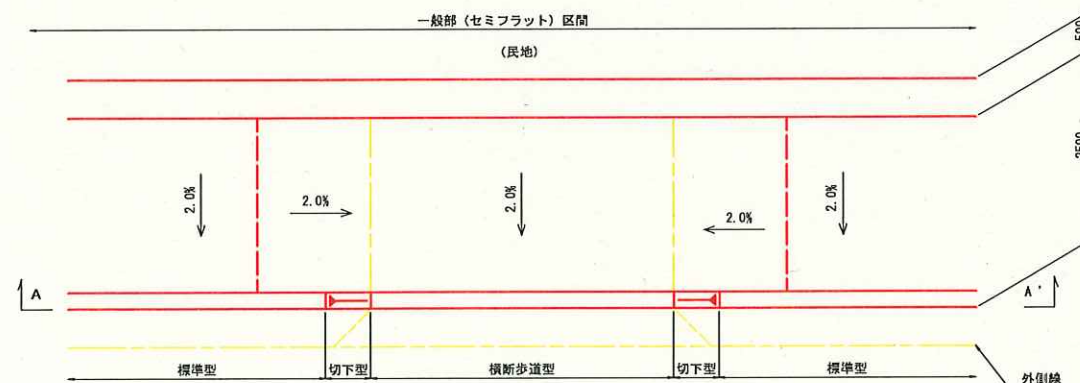 一般部（セミフラット）区間
（民地）
500
2.0%
2.0%
2.0%
2.0%
2.0%
A
A'
標準型
切下型
横断歩道型
切下型
標準型
外側線